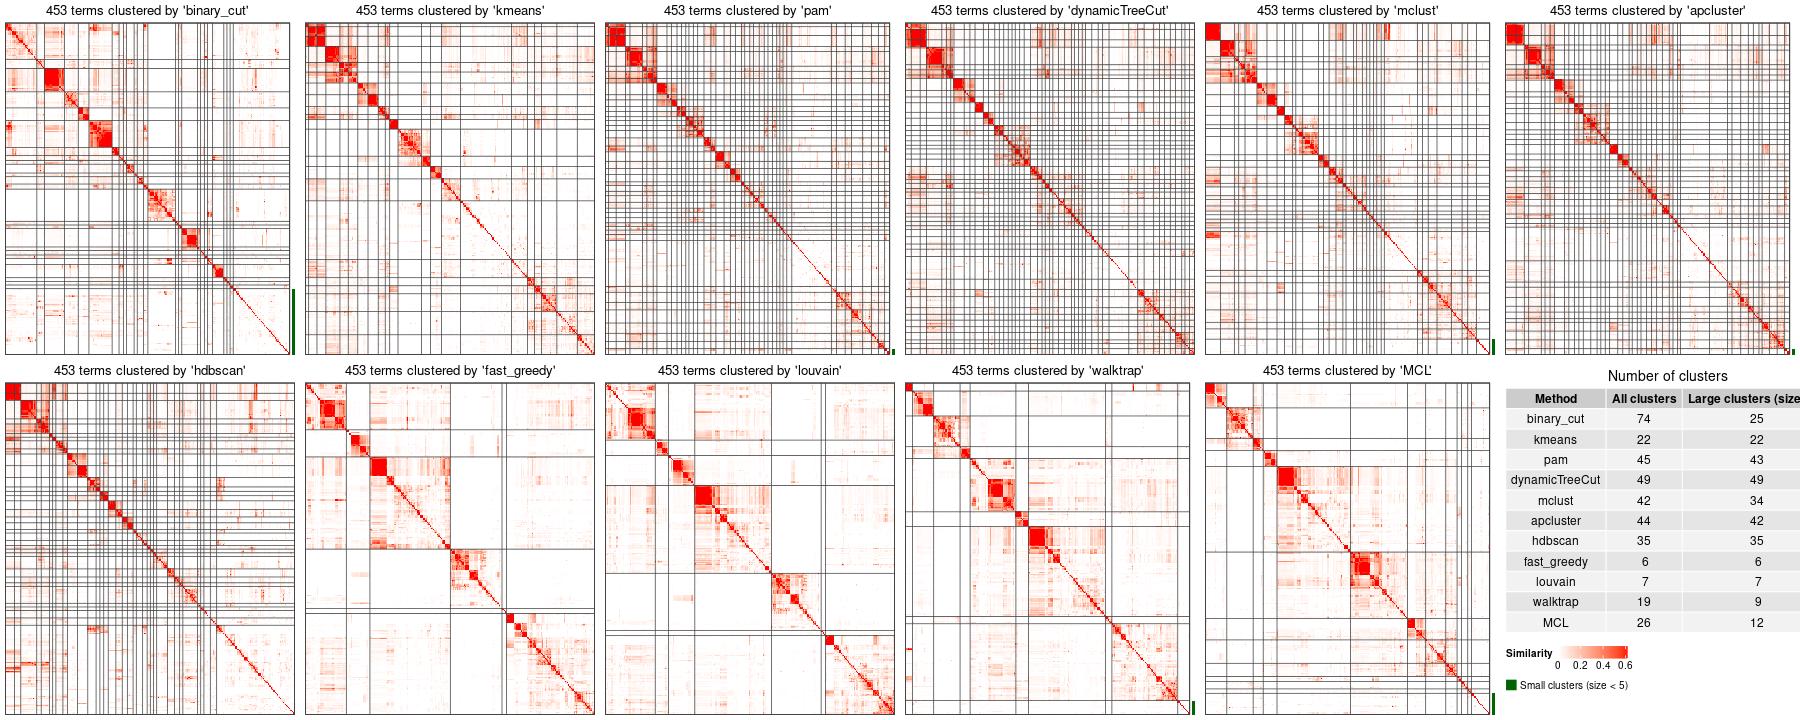 453 terms clustered by 'binary_cut'
453 terms clustered by 'kmeans'
453 terms clustered by 'pam'
453 terms clustered by 'dynamicTreeCut'
453 terms clustered by 'mclust'
453 terms clustered by 'apcluster'
453 terms clustered by 'hdbscan'
453 terms clustered by 'fast_greedy'
453 terms clustered by 'louvain'
453 terms clustered by 'walktrap'
453 terms clustered by 'MCL'
Number of clusters
Method All clusters Large clusters (size
binary_cut 74 25
kmeans 22 22
pam 45 43
dynamicTreeCut 49 49
mclust 42 34
apcluster 44 42
hdbscan 35 35
fast_greedy 6 6
louvain 7 7
walktrap 19 9
MCL 26 12
Similarity
0 0.2 0.4 0.6
Small clusters (size < 5)